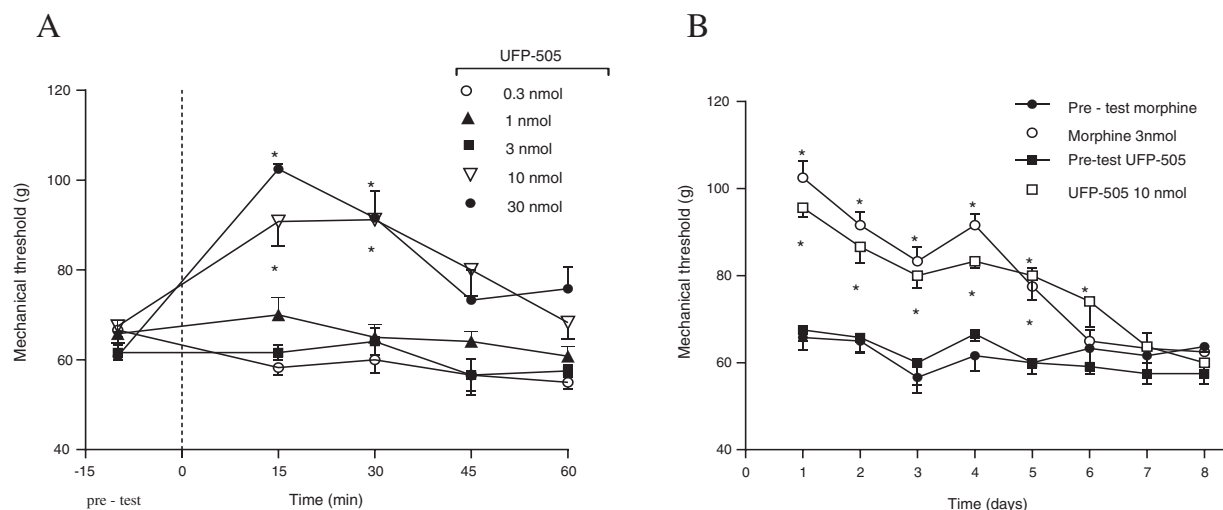 A
UFP-505
0.3 nmol
1 nmol
3 nmol
10 nmol
30 nmol
Mechanical threshold (g)
120
100
80
60
40
* * * *
-15 0 15 30 45 60
pre - test
Time (min)
B
Pre - test morphine
Morphine 3nmol
Pre-test UFP-505
UFP-505 10 nmol
Mechanical threshold (g)
120
100
80
60
40
* * * * * * * * * * *
0 1 2 3 4 5 6 7 8
Time (days)